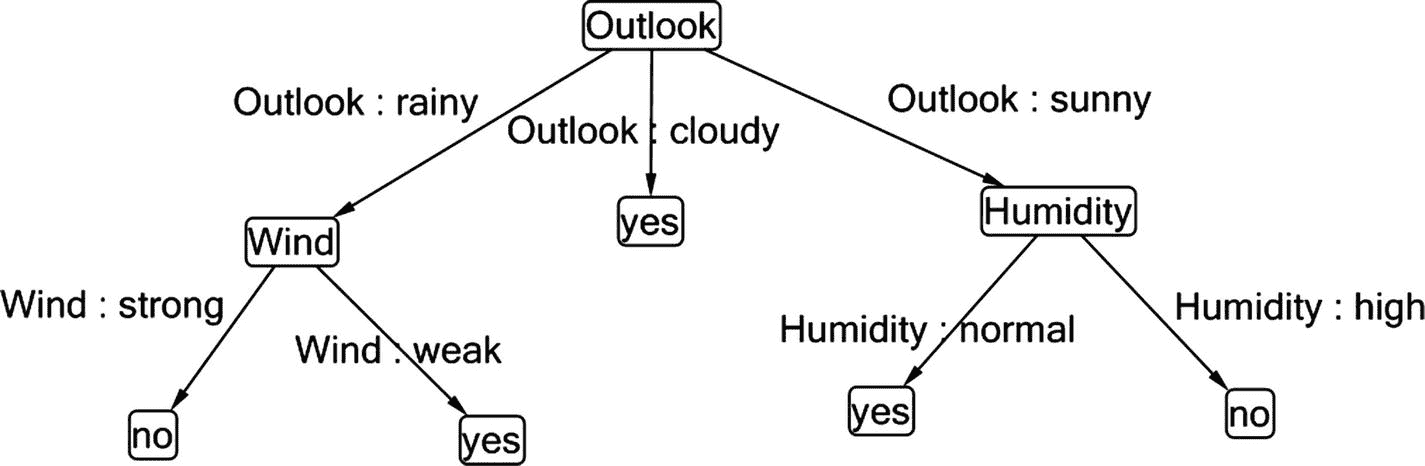 Outlook
Outlook : rainy
Outlook : cloudy
Outlook : sunny
Wind
yes
Humidity
Wind : strong
Wind : weak
Humidity : normal
Humidity : high
no
yes
yes
no